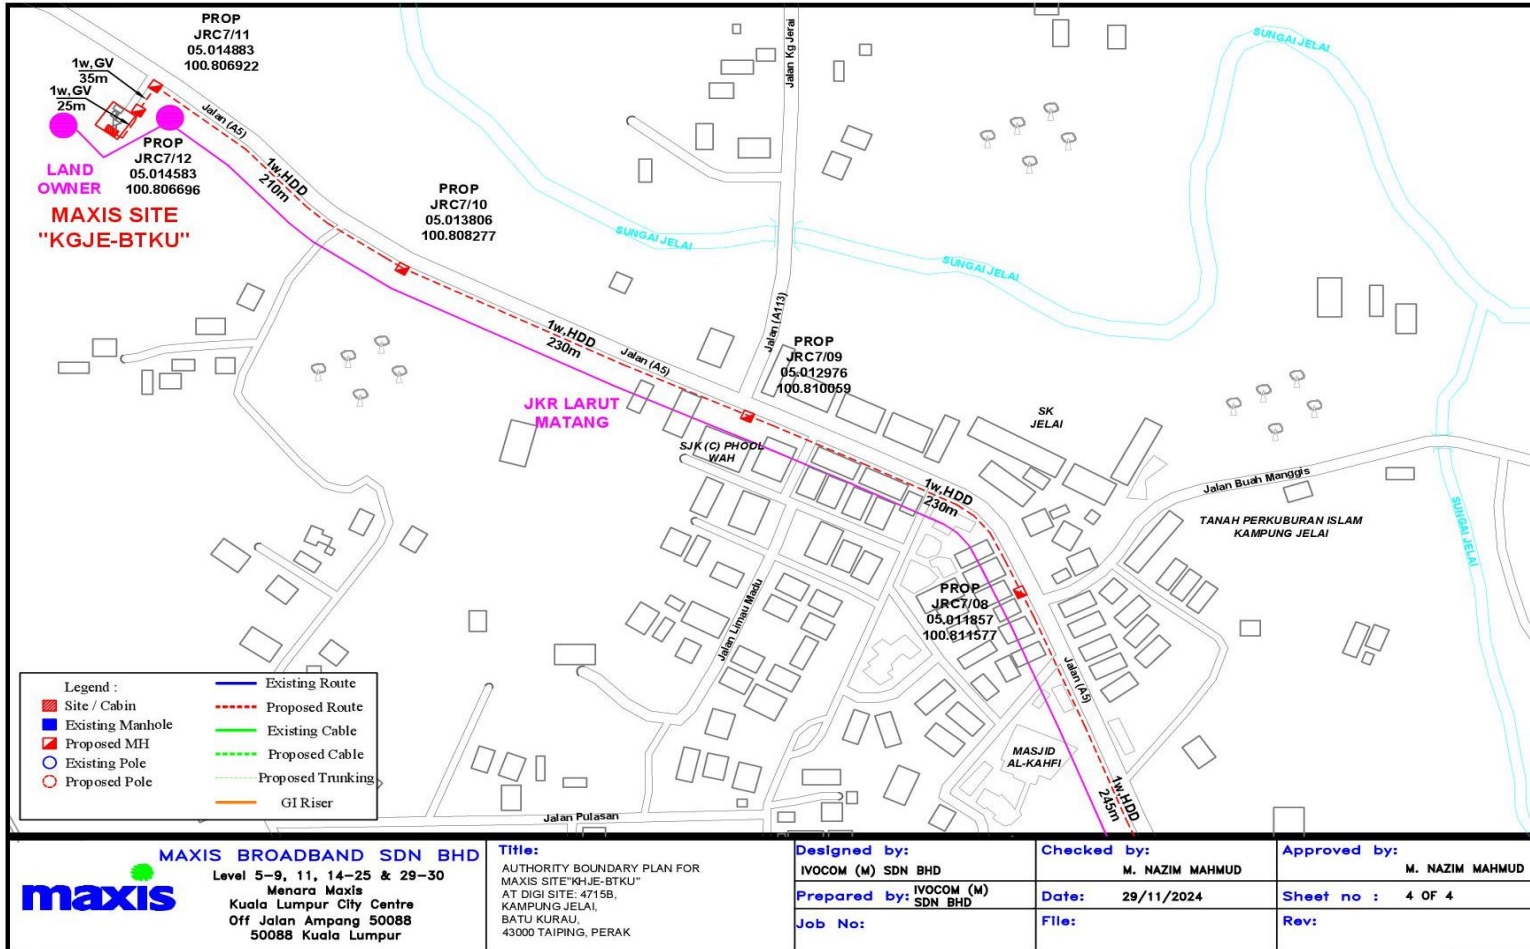 PROP
JRC7/11
05.014883
100.806922
1w,GV
35m
1w,GV
25m
Jalan (A5)
PROP
JRC7/12
05.014583
100.806696
LAND
OWNER
MAXIS SITE
"KGJE-BTKU"
1w,HDD
210m
PROP
JRC7/10
05.013806
100.808277
Jalan Kg Jerai
SUNGAI JELAI
SUNGAI JELAI
SUNGAI JELAI
Jalan (A113)
1w,HDD
230m
Jalan (A5)
PROP
JRC7/09
05.012976
100.810059
JKR LARUT
MATANG
SJK (C) PHOOL
WAH
SK
JELAI
1w,HDD
230m
Jalan Buah Manggis
TANAH PERKUBURAN ISLAM
KAMPUNG JELAI
SUNGAI JELAI
PROP
JRC7/08
05.011857
100.811577
Jalan Limau Madu
Jalan (A5)
MASJID
AL-KAHFI
1w,HDD
245m
Jalan Pulasan
Legend :
Site / Cabin
Existing Manhole
Proposed MH
Existing Pole
Proposed Pole
Existing Route
Proposed Route
Existing Cable
Proposed Cable
Proposed Trunking
GI Riser
maxis
MAXIS BROADBAND SDN BHD
Level 5-9, 11, 14-25 & 29-30
Menara Maxis
Kuala Lumpur City Centre
Off Jalan Ampang 50088
50088 Kuala Lumpur
Title:
AUTHORITY BOUNDARY PLAN FOR
MAXIS SITE"KHJE-BTKU"
AT DIGI SITE: 4715B,
KAMPUNG JELAI,
BATU KURAU,
43000 TAIPING, PERAK
Designed by:
IVOCOM (M) SDN BHD
Prepared by: IVOCOM (M)
SDN BHD
Job No:
Checked by:
M. NAZIM MAHMUD
Date: 29/11/2024
File:
Approved by:
M. NAZIM MAHMUD
Sheet no : 4 OF 4
Rev: